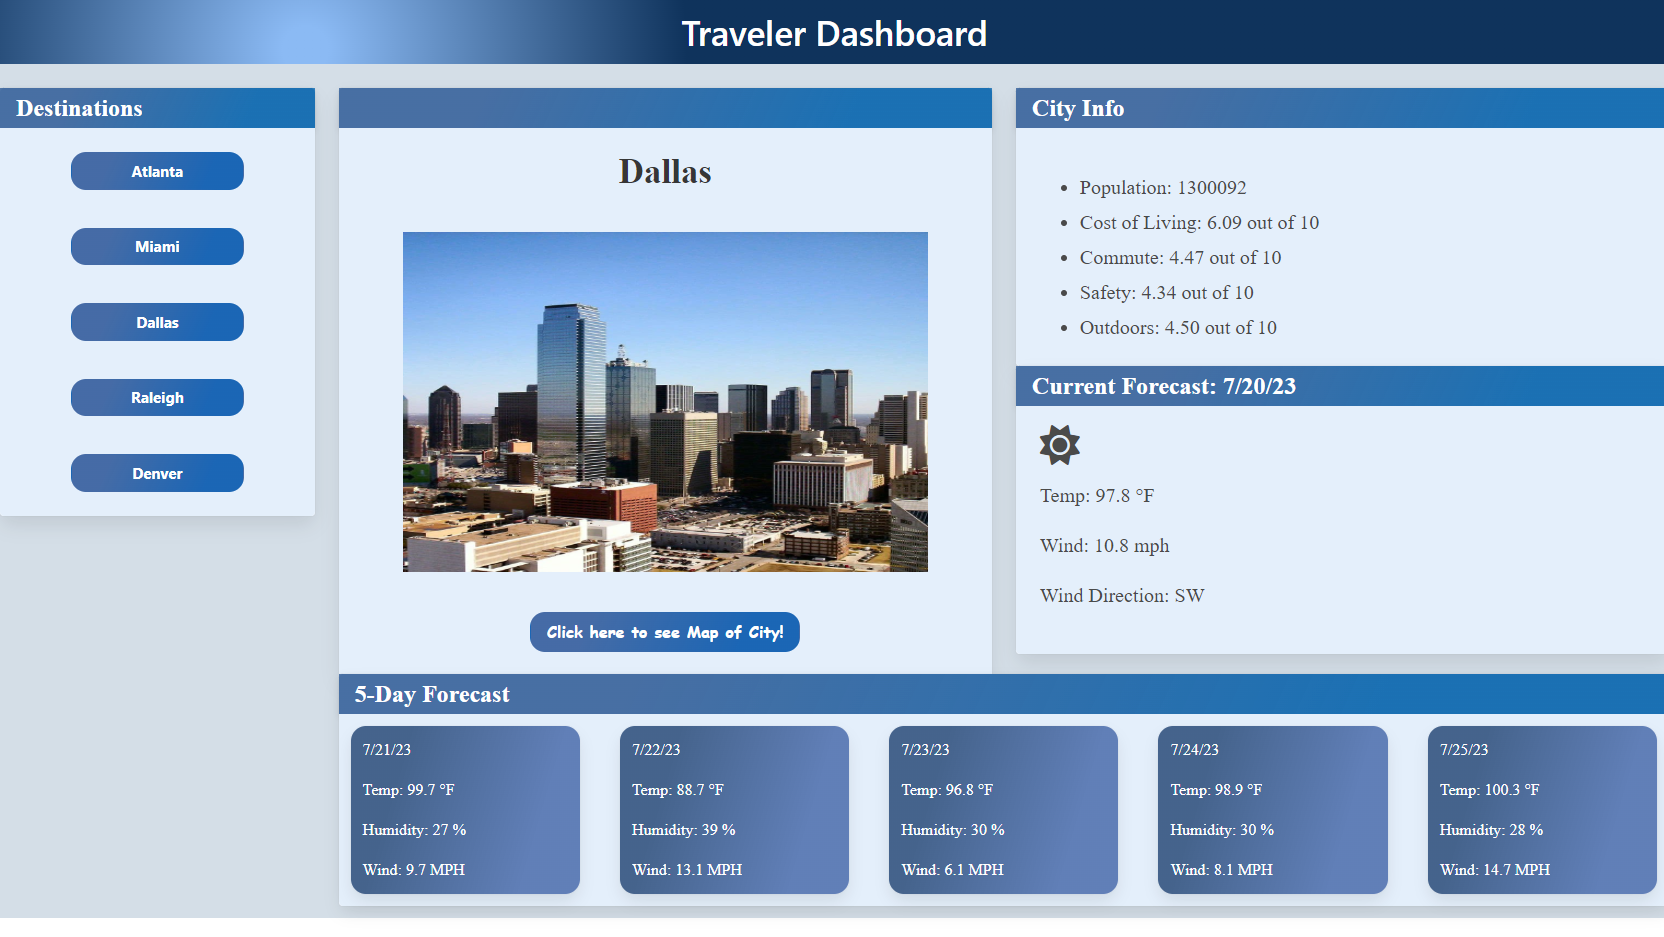 Traveler Dashboard
Destinations
Atlanta
Miami
Dallas
Raleigh
Denver
Dallas
Click here to see Map of City!
City Info
Population: 1300092
Cost of Living: 6.09 out of 10
Commute: 4.47 out of 10
Safety: 4.34 out of 10
Outdoors: 4.50 out of 10
Current Forecast: 7/20/23
Temp: 97.8 °F
Wind: 10.8 mph
Wind Direction: SW
5-Day Forecast
7/21/23
Temp: 99.7 °F
Humidity: 27 %
Wind: 9.7 MPH
7/22/23
Temp: 88.7 °F
Humidity: 39 %
Wind: 13.1 MPH
7/23/23
Temp: 96.8 °F
Humidity: 30 %
Wind: 6.1 MPH
7/24/23
Temp: 98.9 °F
Humidity: 30 %
Wind: 8.1 MPH
7/25/23
Temp: 100.3 °F
Humidity: 28 %
Wind: 14.7 MPH